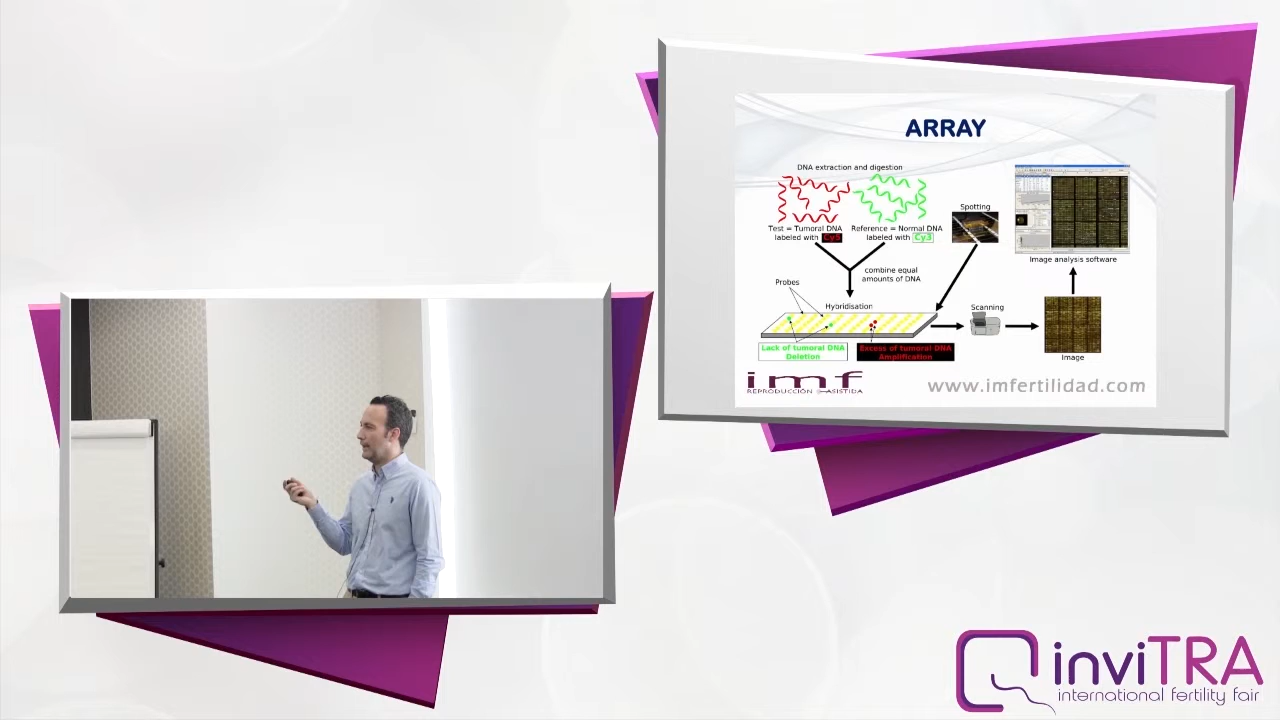 ARRAY
DNA extraction and digestion
Test = Tumoral DNA
labeled with Cy5
Reference = Normal DNA
labeled with Cy3
Spotting
Image analysis software
combine equal
amounts of DNA
Probes
Hybridisation
Scanning
Lack of tumoral DNA
Deletion
Excess of tumoral DNA
Amplification
Image
imf
REPRODUCCIÓN ASISTIDA
www.imfertilidad.com
inviTRA
international fertility fair